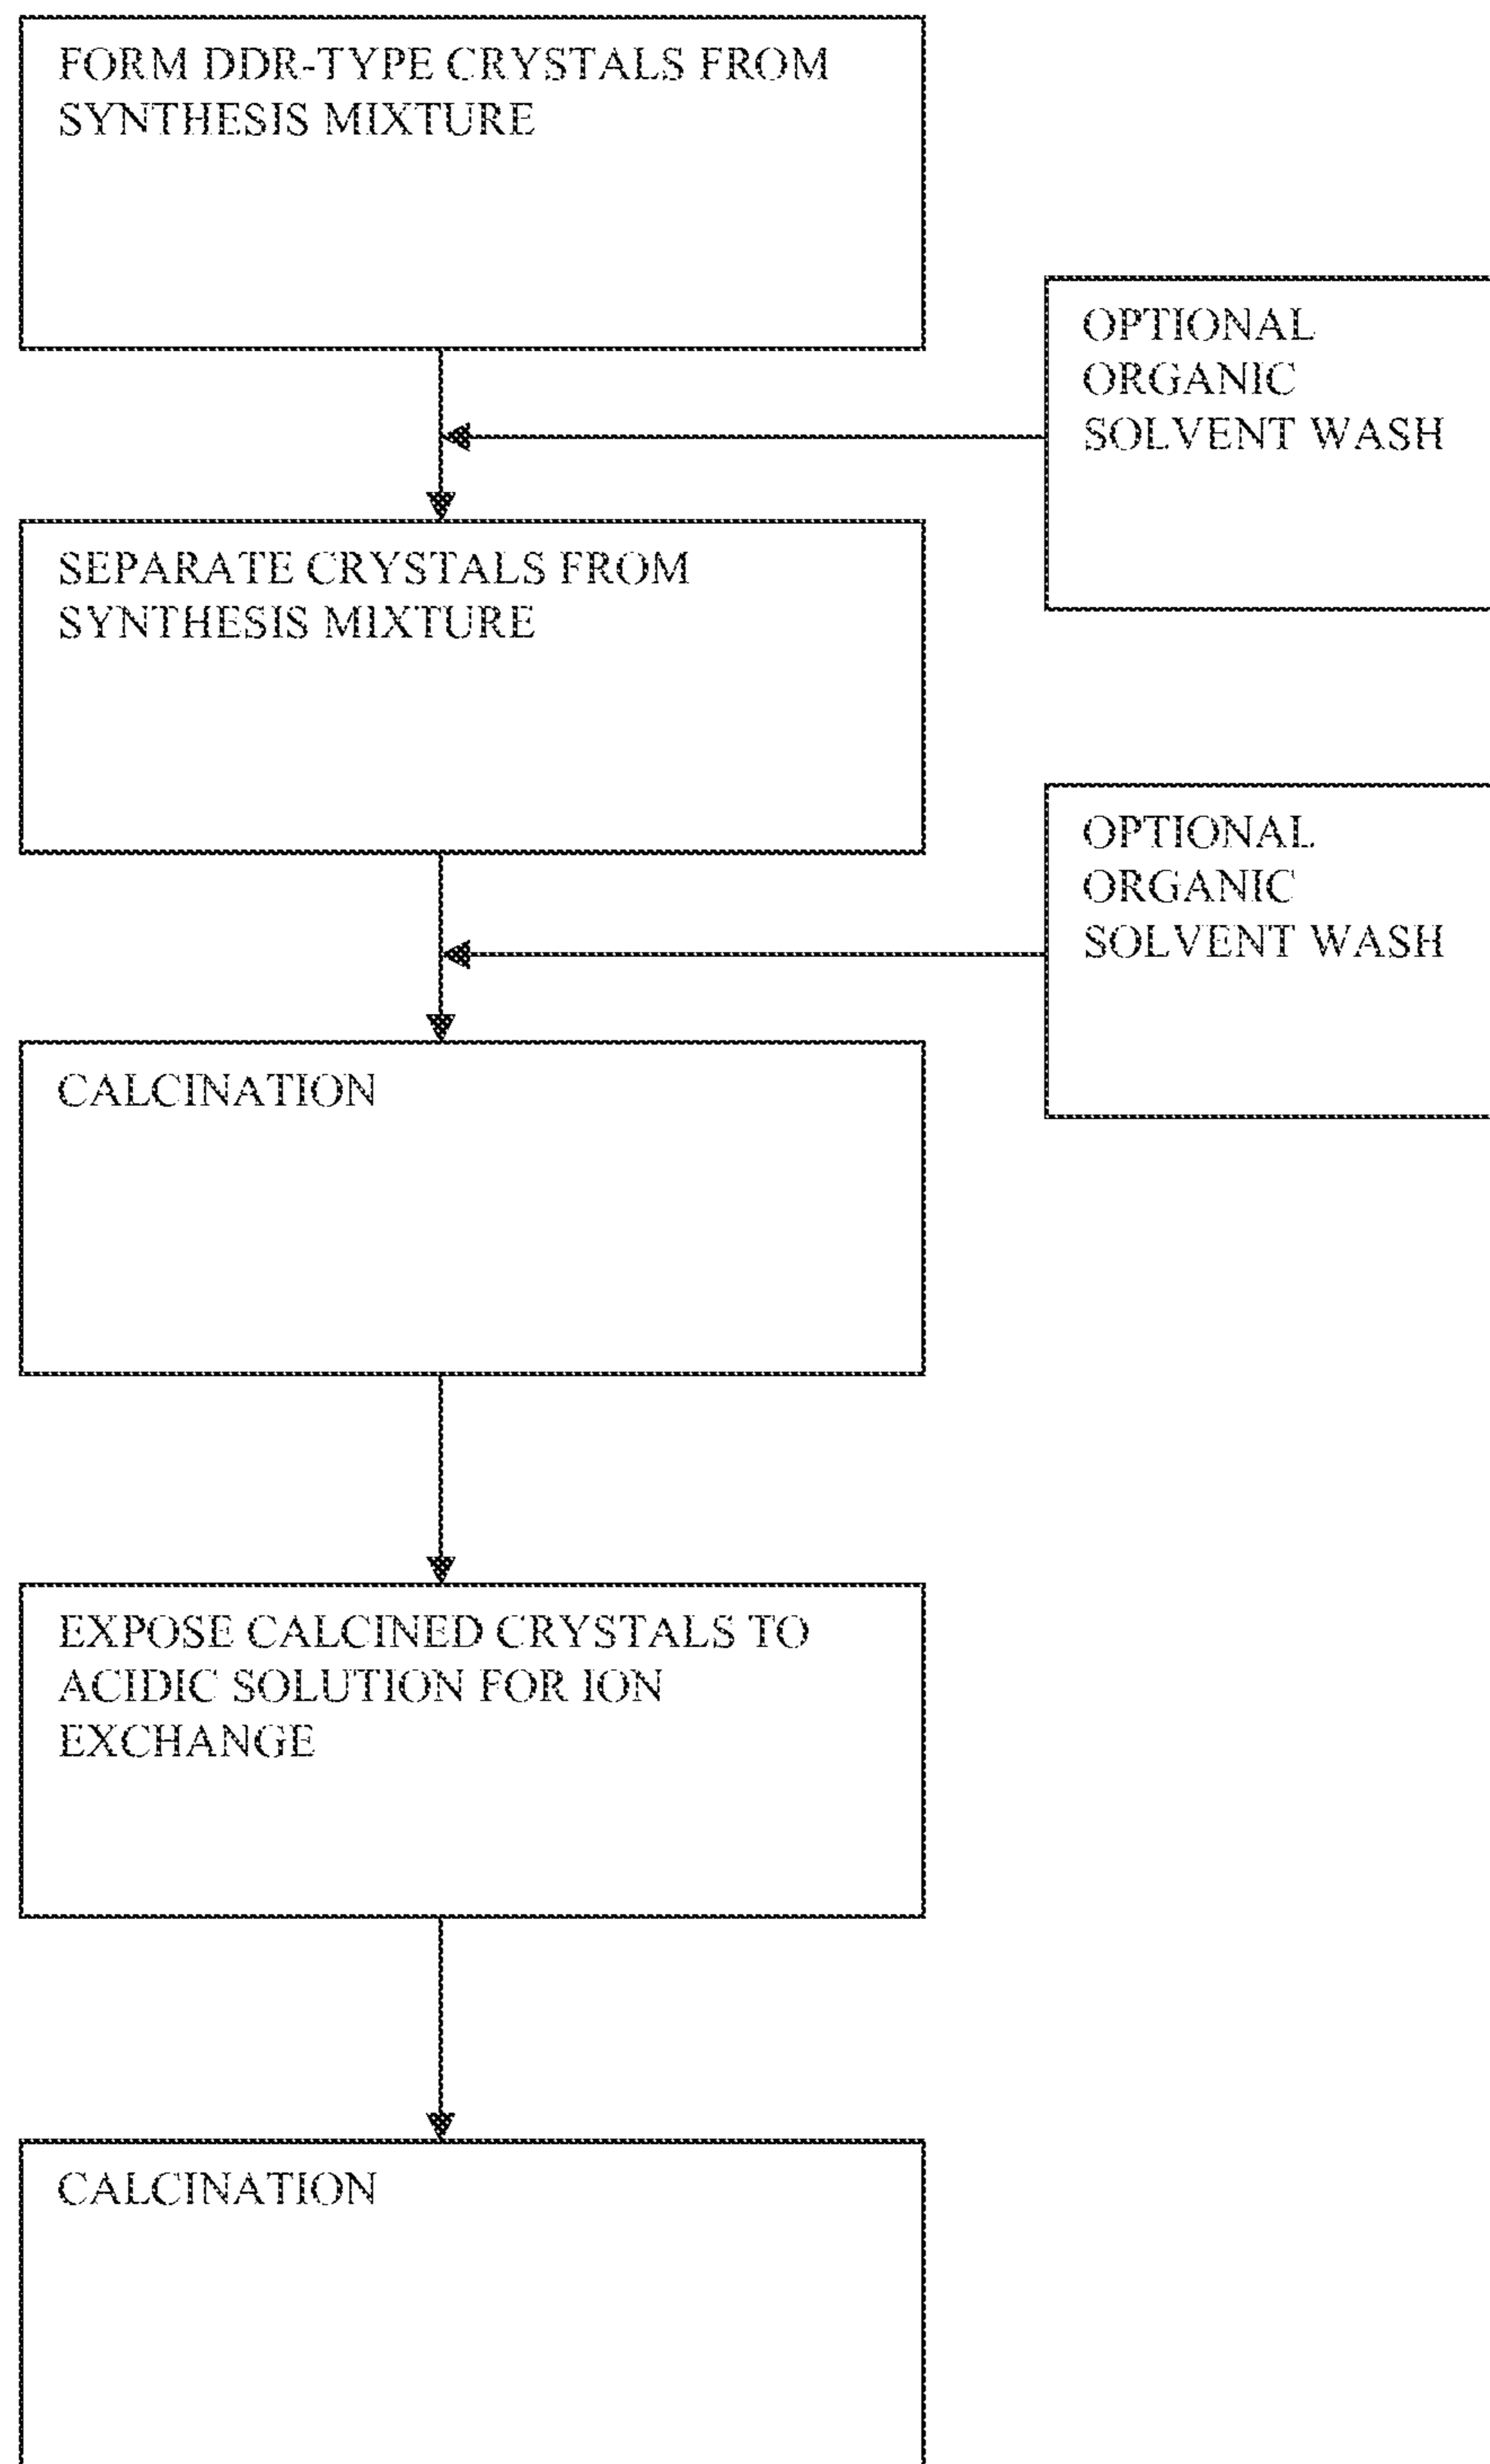 FORM DDR-TYPE CRYSTALS FROM
SYNTHESIS MIXTURE
OPTIONAL
ORGANIC
SOLVENT WASH
SEPARATE CRYSTALS FROM
SYNTHESIS MIXTURE
OPTIONAL
ORGANIC
SOLVENT WASH
CALCINATION
EXPOSE CALCINED CRYSTALS TO
ACIDIC SOLUTION FOR ION
EXCHANGE
CALCINATION